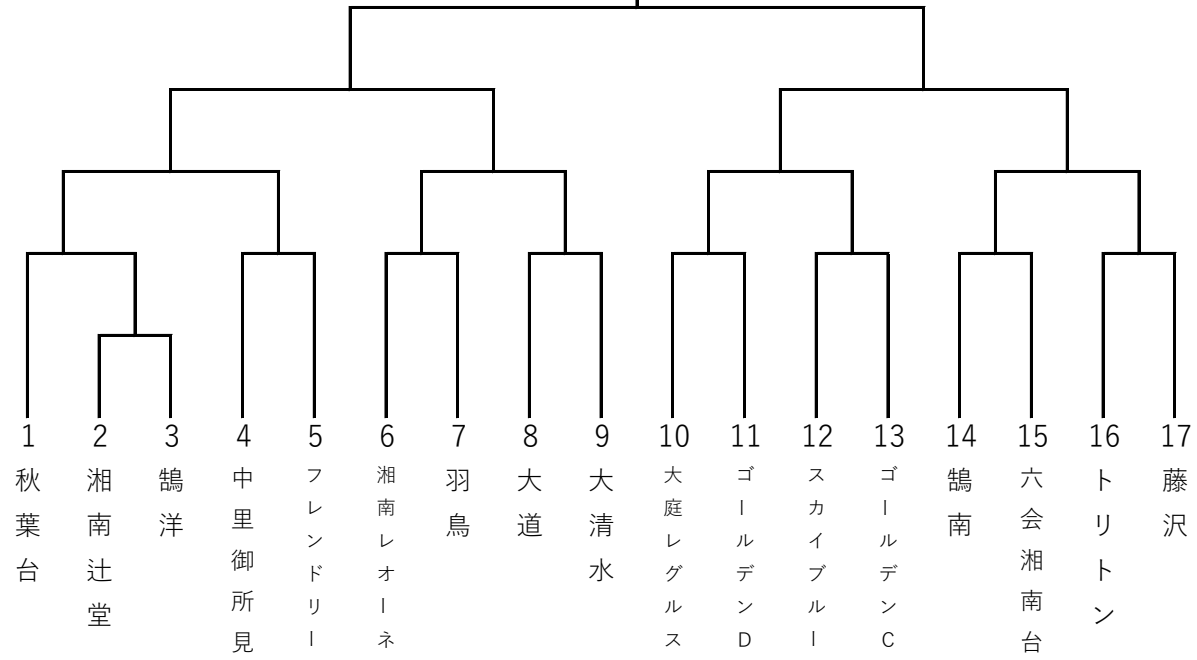 1 2 3 4 5 6 7 8 9 10 11 12 13 14 15 16 17
秋葉台
湘南辻堂
鵠洋
中里御所見
フレンドリー
湘南レオーネ
羽鳥
大道
大清水
大庭レグルス
ゴールデンD
スカイブルー
ゴールデンC
鵠南
六会湘南台
トリトン
藤沢